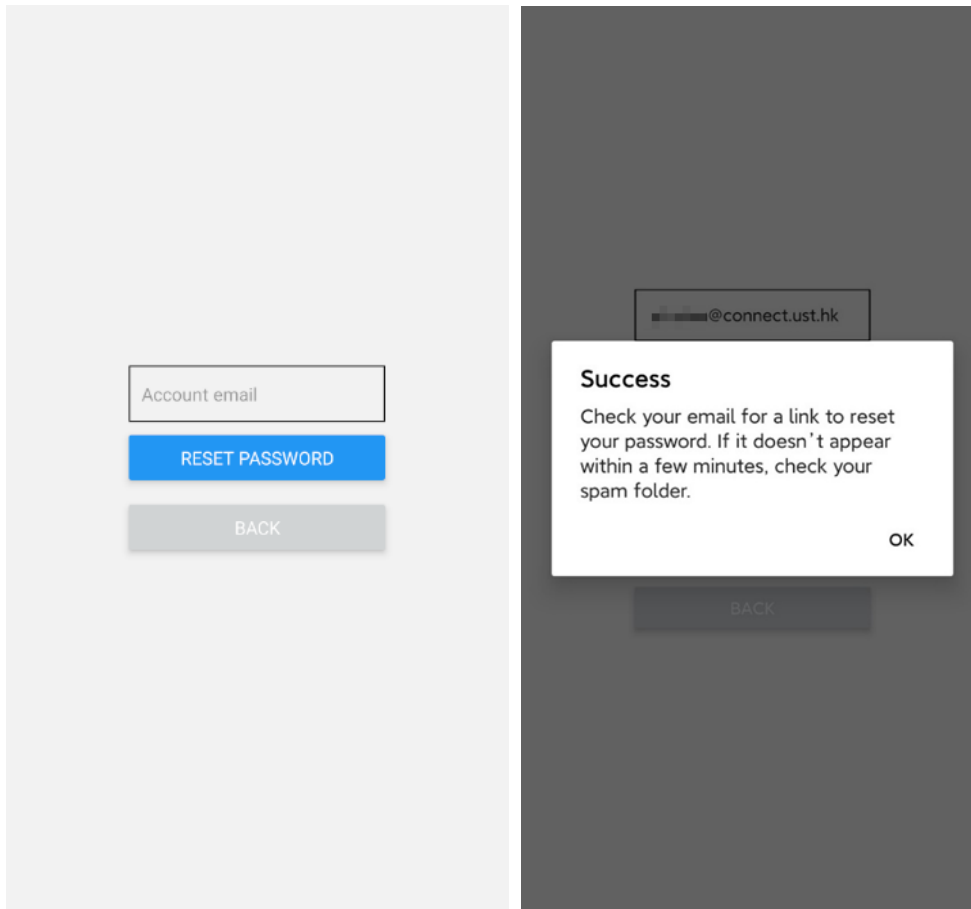 Account email
RESET PASSWORD
BACK
@connect.ust.hk
Success
Check your email for a link to reset
your password. If it doesn't appear
within a few minutes, check your
spam folder.
OK
BACK